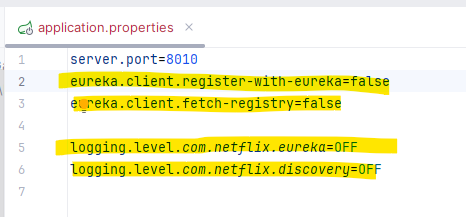 application.properties
1 server.port=8010
2 eureka.client.register-with-eureka=false
3 eureka.client.fetch-registry=false
4
5 logging.level.com.netflix.eureka=OFF
6 logging.level.com.netflix.discovery=OFF
7